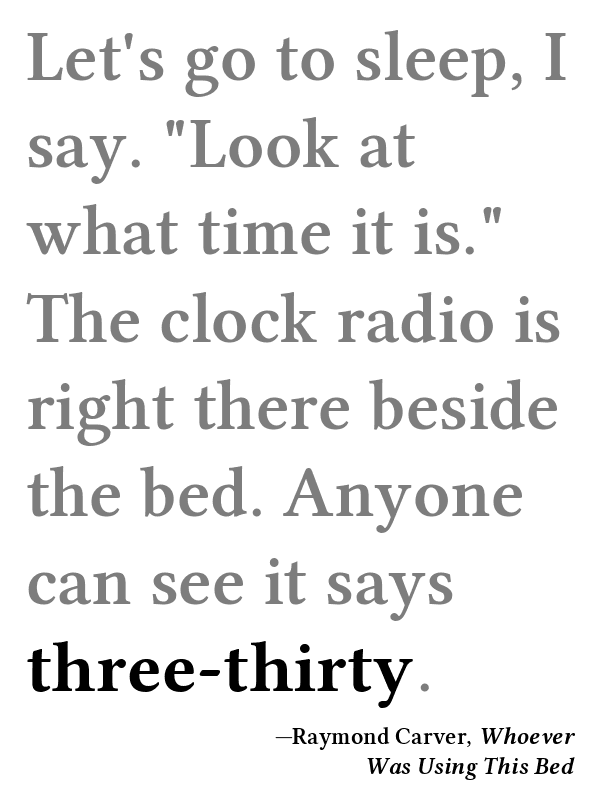 Let's go to sleep, I
say. "Look at
what time it is."
The clock radio is
right there beside
the bed. Anyone
can see it says
three-thirty.
—Raymond Carver, Whoever
Was Using This Bed